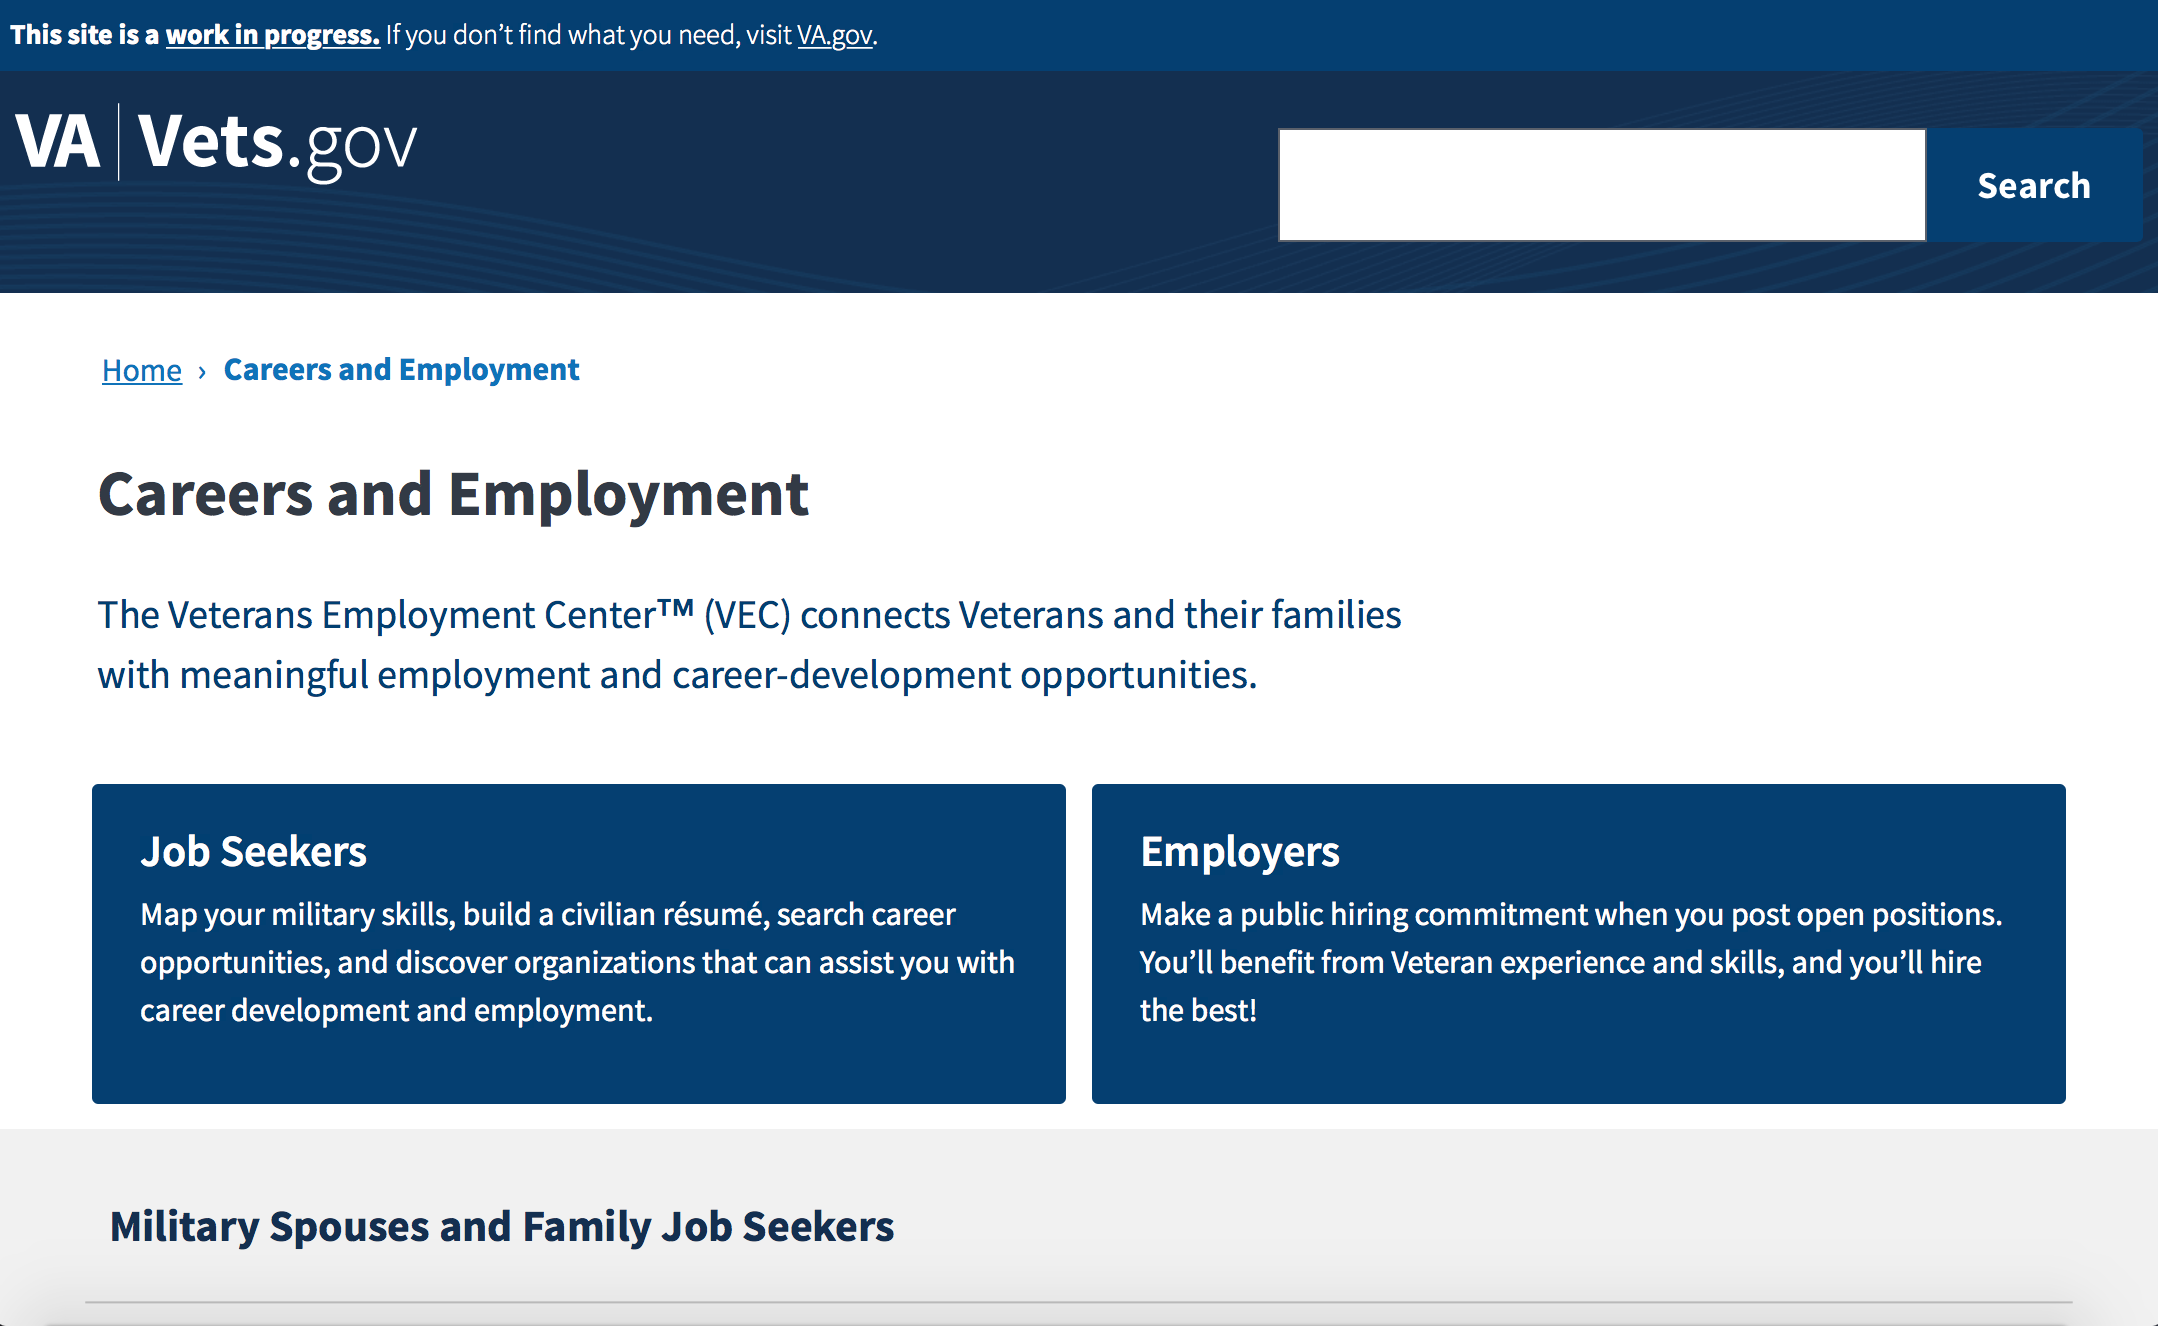 This site is a work in progress. If you don’t find what you need, visit VA.gov.
VA | Vets.gov
Search
Home › Careers and Employment
Careers and Employment
The Veterans Employment Center™ (VEC) connects Veterans and their families
with meaningful employment and career-development opportunities.
Job Seekers
Map your military skills, build a civilian résumé, search career
opportunities, and discover organizations that can assist you with
career development and employment.
Employers
Make a public hiring commitment when you post open positions.
You’ll benefit from Veteran experience and skills, and you’ll hire
the best!
Military Spouses and Family Job Seekers